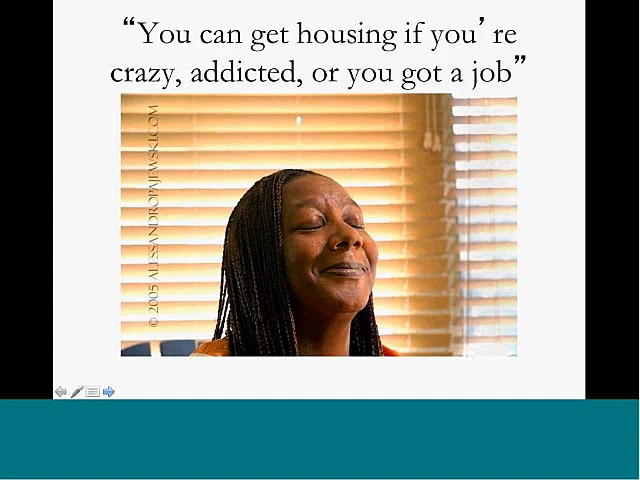 “You can get housing if you’ re
crazy, addicted, or you got a job”
© 2005 ALESSANDROPAJEWSKI.COM